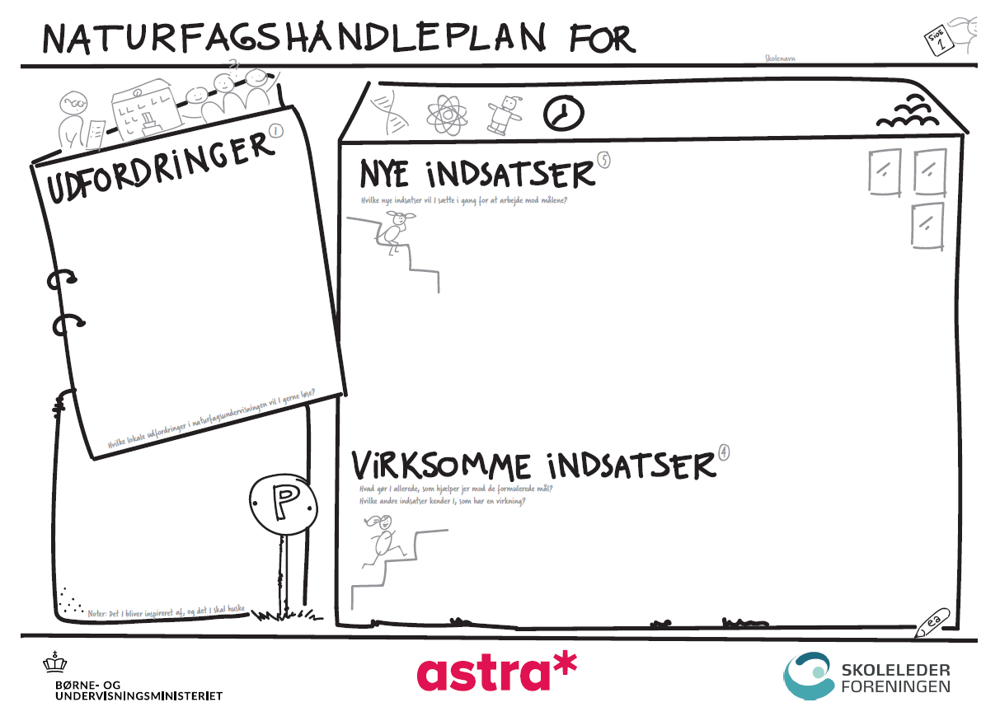 NATURFAGSHANDLEPLAN FOR
Skolenavn
SIDE
1
UDFORDRINGER 1
Hvilke lokale udfordringer i naturfagsundervisningen vil I gerne løse?
NYE INDSATSER 5
Hvilke nye indsatser vil I sætte i gang for at arbejde mod målene?
VIRKSOMME INDSATSER 4
Hvad gør I allerede, som hjælper jer mod de formulerede mål?
Hvilke andre indsatser kender I, som har en virkning?
P
Noter: Det I bliver inspireret af, og det I skal huske
ea
BØRNE- OG
UNDERVISNINGSMINISTERIET
astra*
SKOLELEDER
FORENINGEN